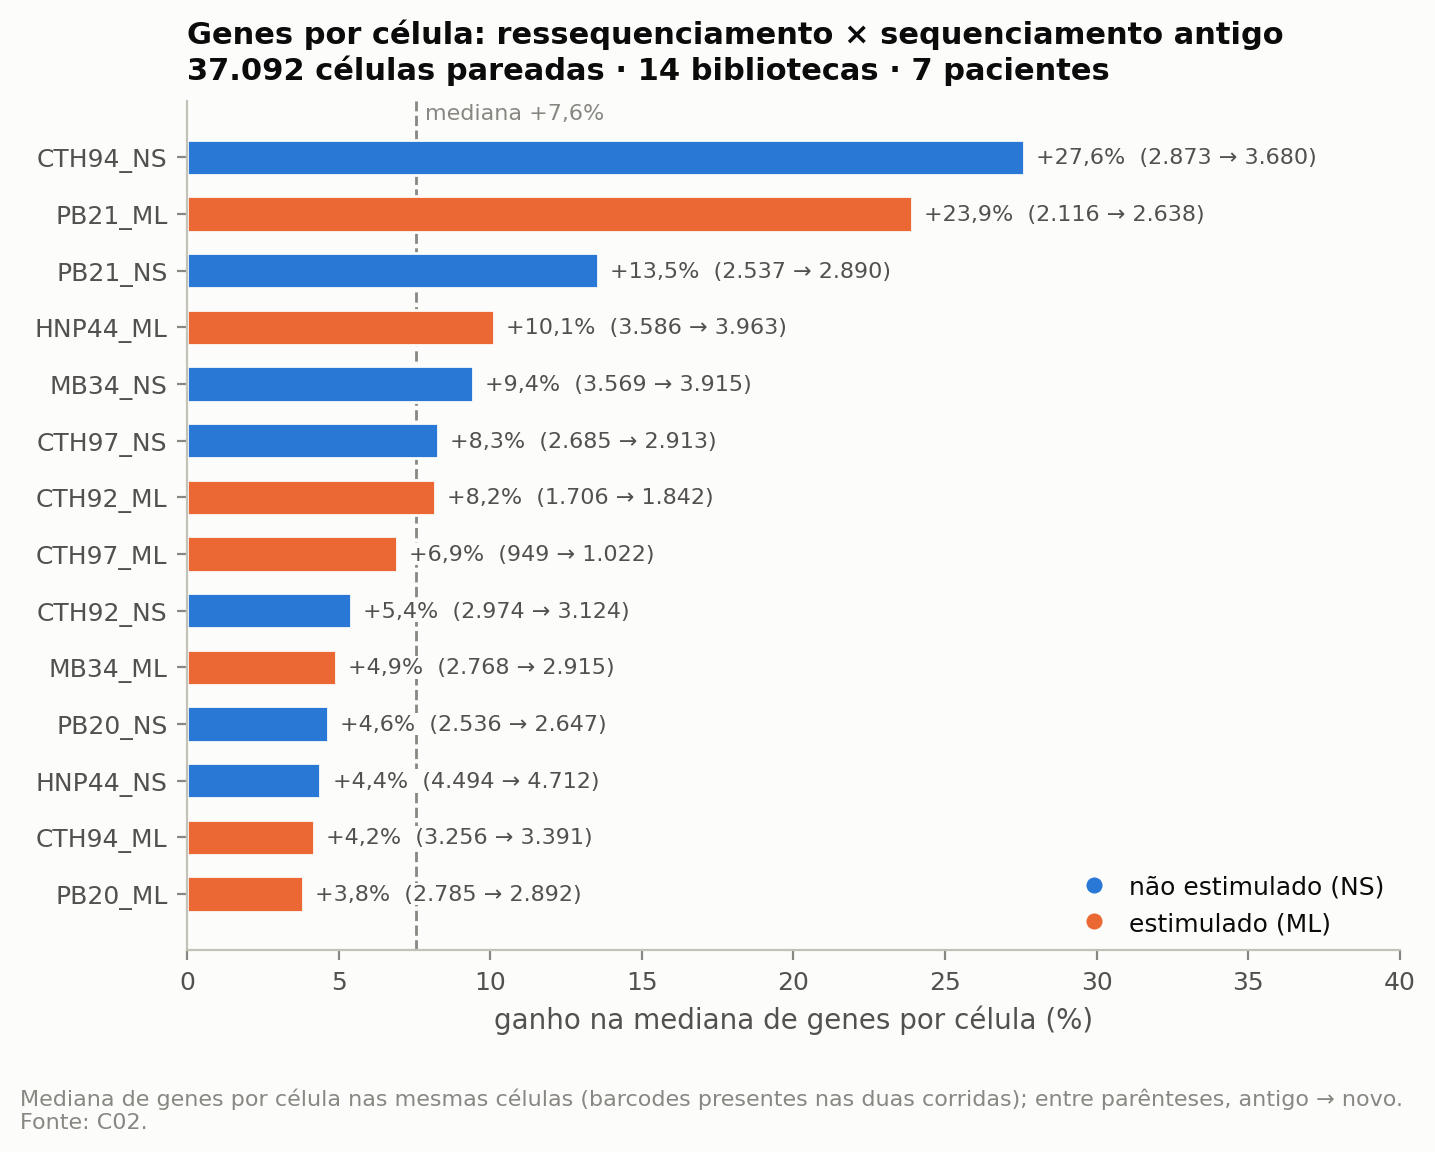 Genes por célula: ressequenciamento × sequenciamento antigo
37.092 células pareadas · 14 bibliotecas · 7 pacientes
mediana +7,6%
CTH94_NS +27,6% (2.873 → 3.680)
PB21_ML +23,9% (2.116 → 2.638)
PB21_NS +13,5% (2.537 → 2.890)
HNP44_ML +10,1% (3.586 → 3.963)
MB34_NS +9,4% (3.569 → 3.915)
CTH97_NS +8,3% (2.685 → 2.913)
CTH92_ML +8,2% (1.706 → 1.842)
CTH97_ML +6,9% (949 → 1.022)
CTH92_NS +5,4% (2.974 → 3.124)
MB34_ML +4,9% (2.768 → 2.915)
PB20_NS +4,6% (2.536 → 2.647)
HNP44_NS +4,4% (4.494 → 4.712)
CTH94_ML +4,2% (3.256 → 3.391)
PB20_ML +3,8% (2.785 → 2.892)
não estimulado (NS)
estimulado (ML)
0 5 10 15 20 25 30 35 40
ganho na mediana de genes por célula (%)
Mediana de genes por célula nas mesmas células (barcodes presentes nas duas corridas); entre parênteses, antigo → novo.
Fonte: C02.